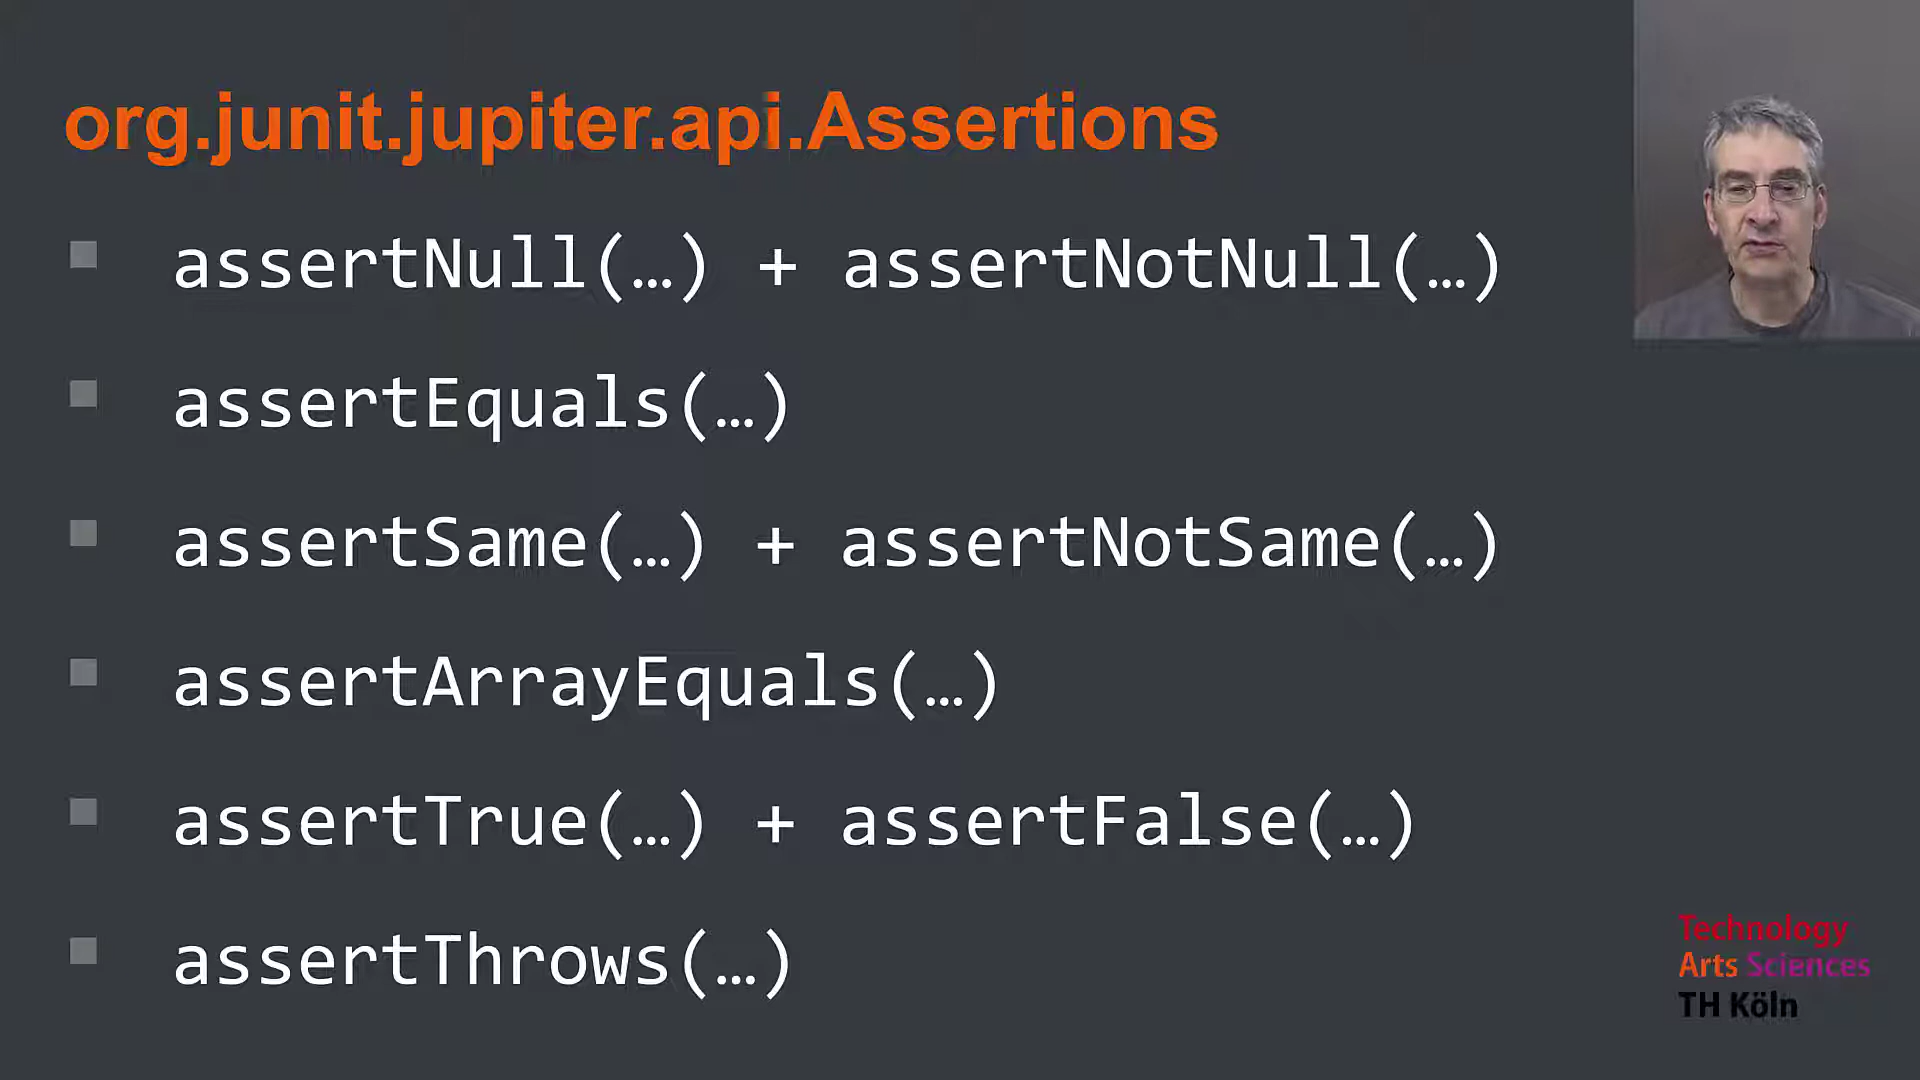 org.junit.jupiter.api.Assertions
assertNull(…) + assertNotNull(…)
assertEquals(…)
assertSame(…) + assertNotSame(…)
assertArrayEquals(…)
assertTrue(…) + assertFalse(…)
assertThrows(…)
Technology
Arts Sciences
TH Köln